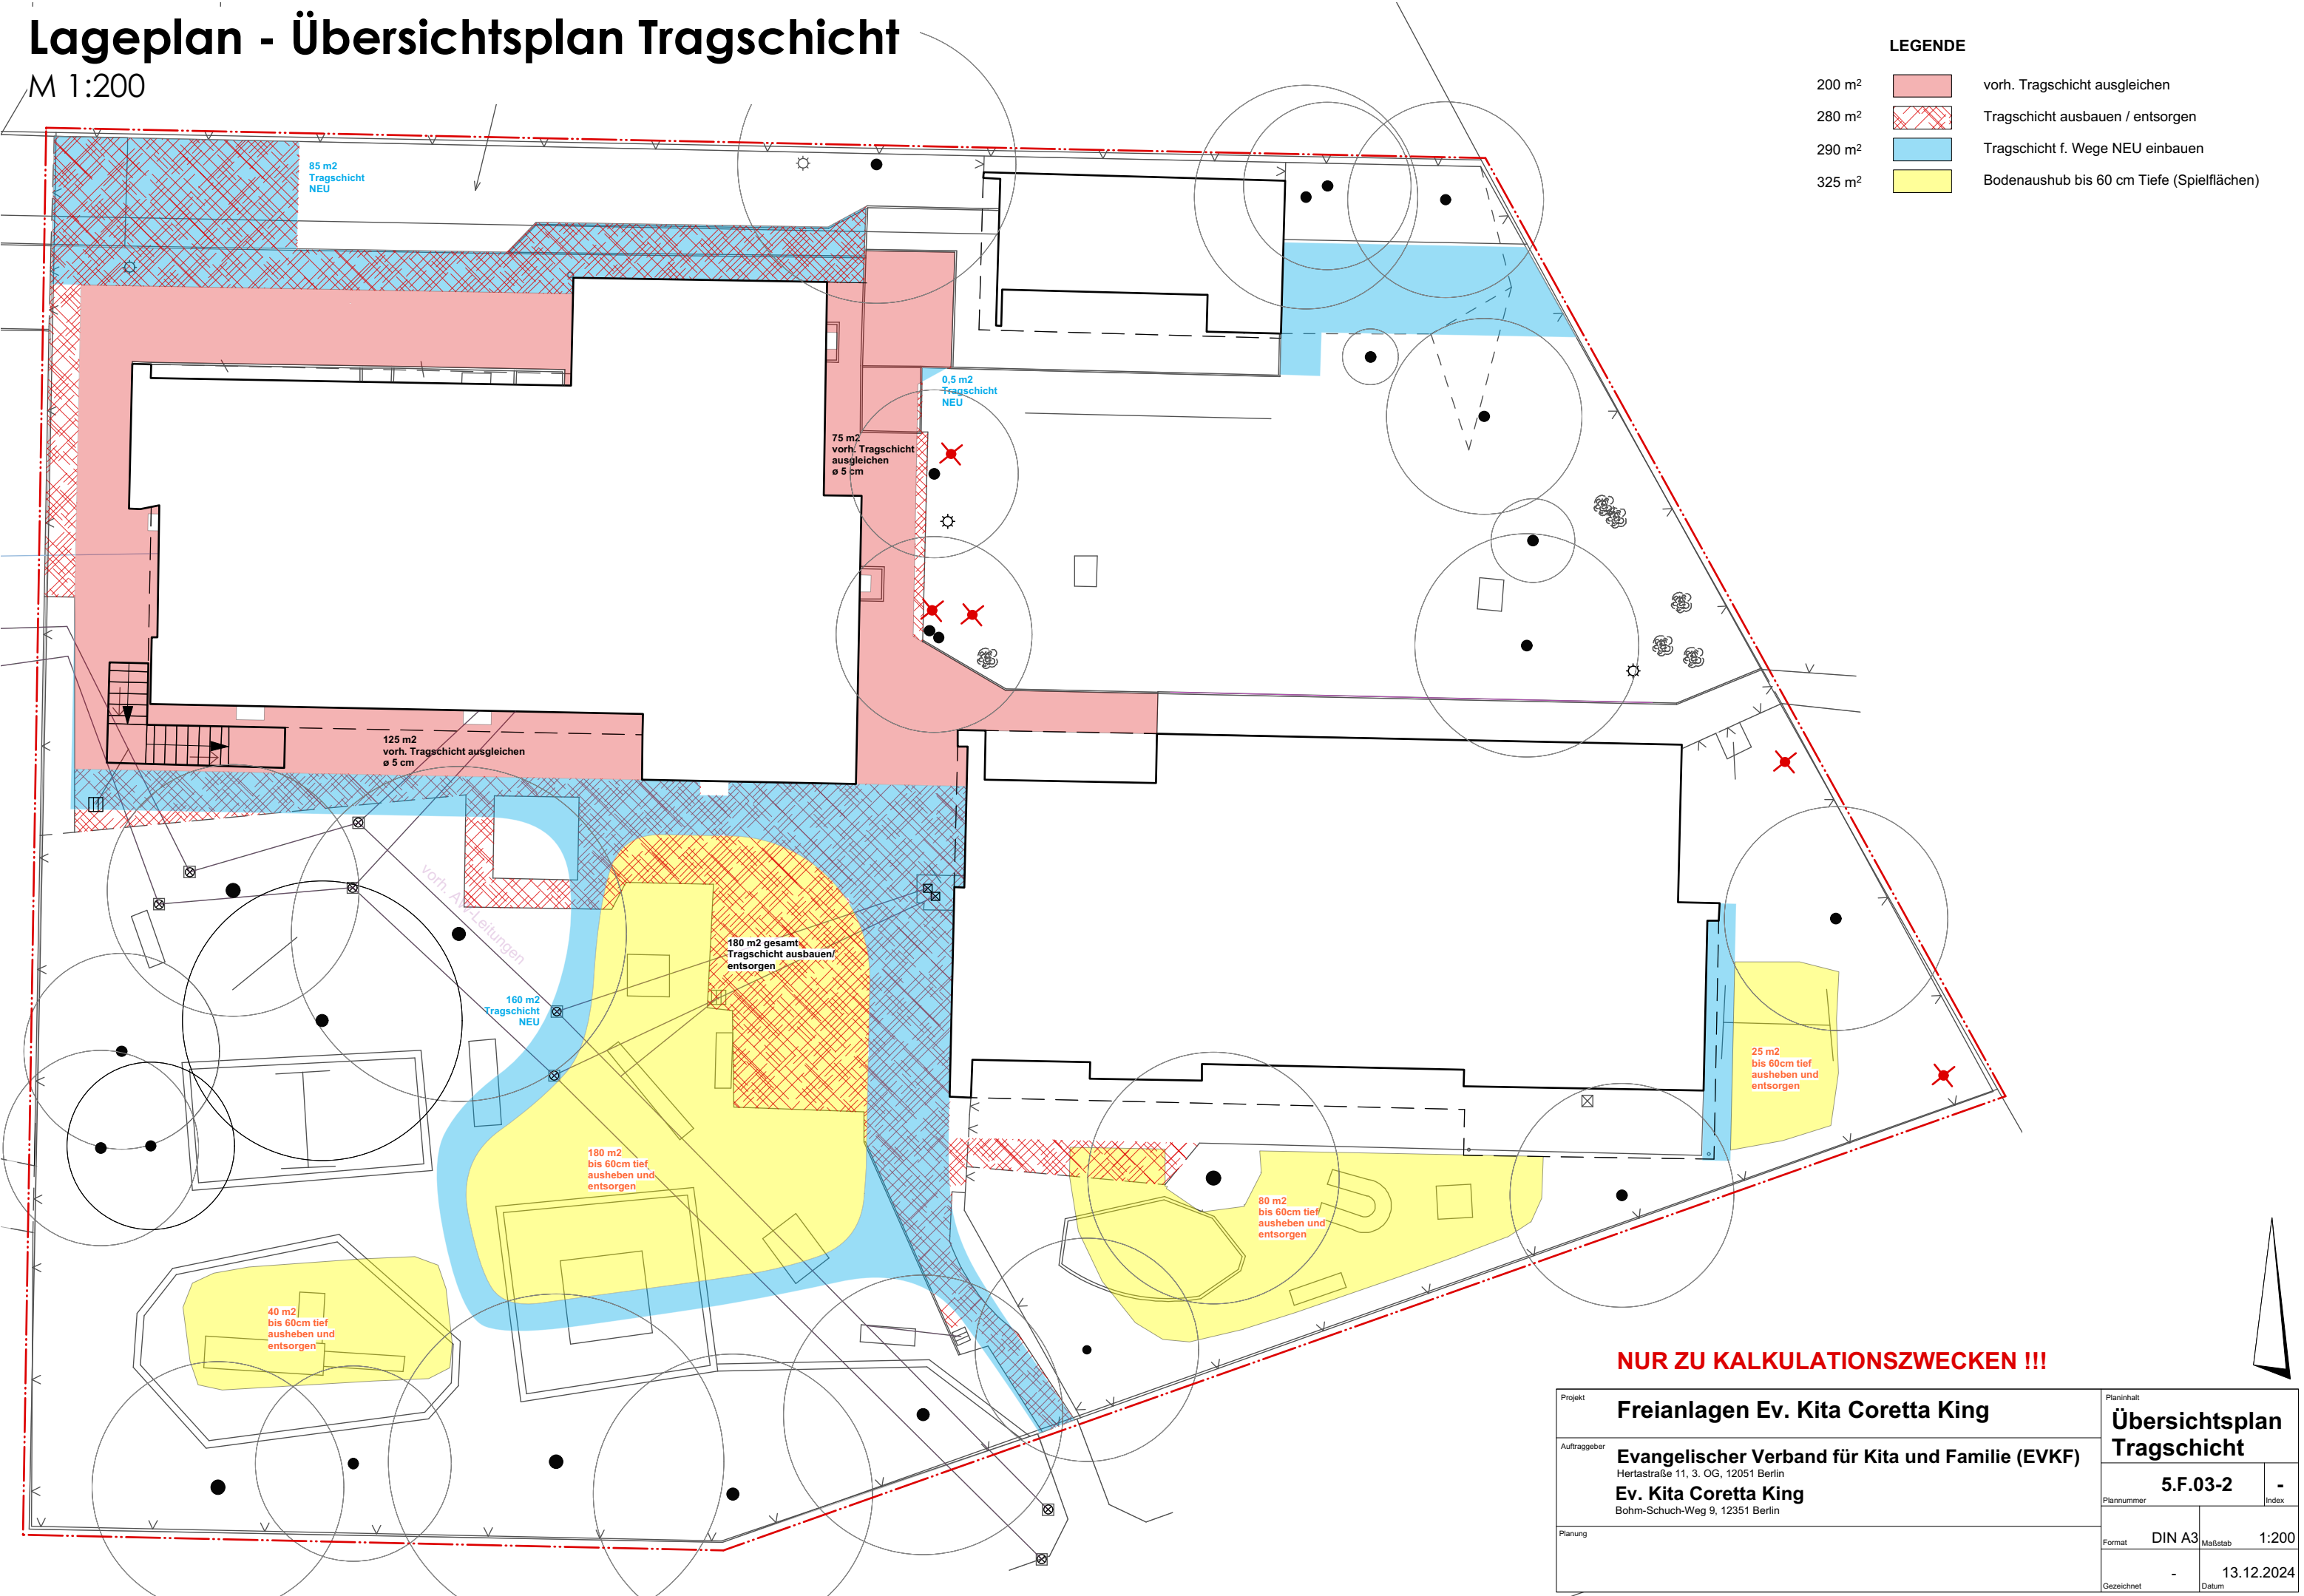 Lageplan - Übersichtsplan Tragschicht
M 1:200
LEGENDE
200 m²
vorh. Tragschicht ausgleichen
280 m²
Tragschicht ausbauen / entsorgen
290 m²
Tragschicht f. Wege NEU einbauen
325 m²
Bodenaushub bis 60 cm Tiefe (Spielflächen)
85 m2
Tragschicht
NEU
0,5 m2
Tragschicht
NEU
75 m2
vorh. Tragschicht
ausgleichen
ø 5 cm
125 m2
vorh. Tragschicht ausgleichen
ø 5 cm
vorh. AW-Leitungen
180 m2 gesamt
Tragschicht ausbauen/
entsorgen
160 m2
Tragschicht
NEU
25 m2
bis 60cm tief
ausheben und
entsorgen
180 m2
bis 60cm tief
ausheben und
entsorgen
80 m2
bis 60cm tief
ausheben und
entsorgen
40 m2
bis 60cm tief
ausheben und
entsorgen
NUR ZU KALKULATIONSZWECKEN !!!
Projekt
Freianlagen Ev. Kita Coretta King
Auftraggeber
Evangelischer Verband für Kita und Familie (EVKF)
Hertastraße 11, 3. OG, 12051 Berlin
Ev. Kita Coretta King
Bohm-Schuch-Weg 9, 12351 Berlin
Planung
Planinhalt
Übersichtsplan
Tragschicht
5.F.03-2
-
Plannummer
Index
Format
DIN A3
Maßstab
1:200
-
13.12.2024
Gezeichnet
Datum